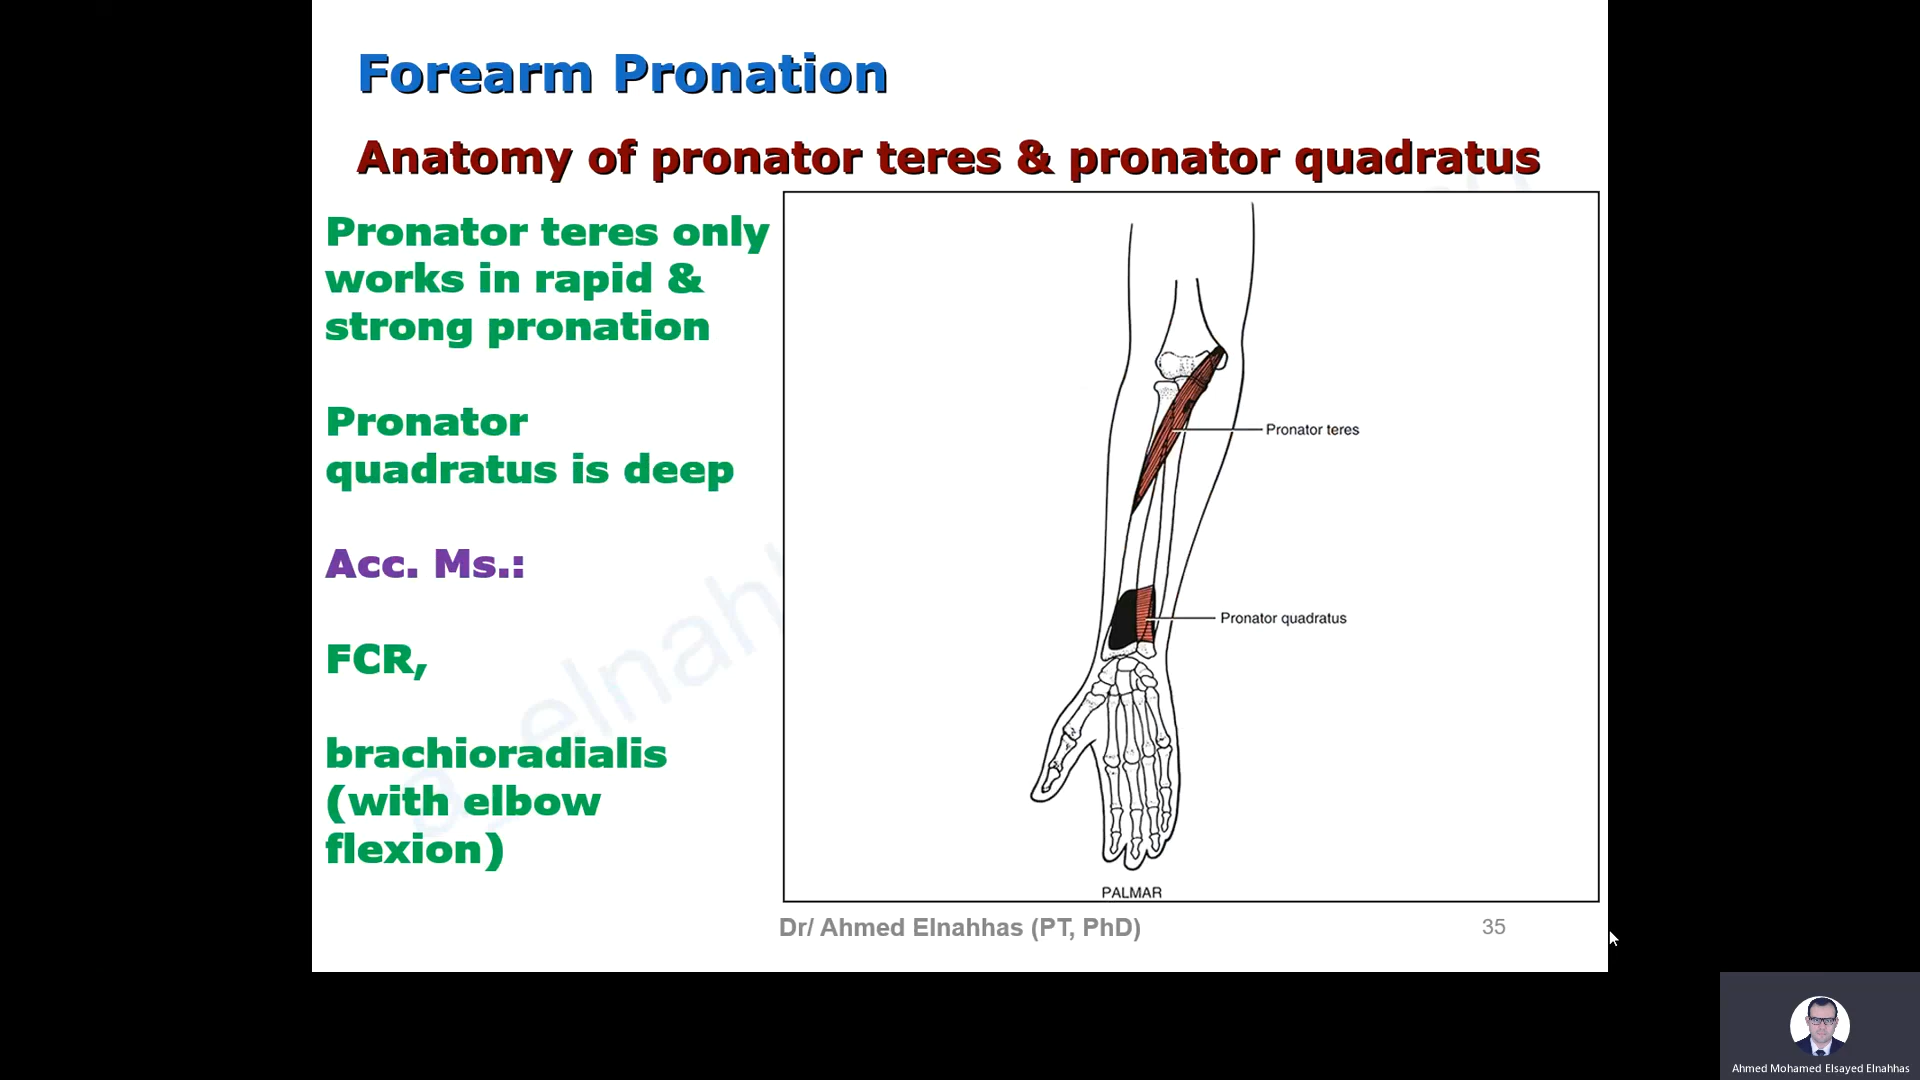 Forearm Pronation
Anatomy of pronator teres & pronator quadratus
Pronator teres only
works in rapid &
strong pronation
Pronator
quadratus is deep
Acc. Ms.:
FCR,
brachioradialis
(with elbow
flexion)
Pronator teres
Pronator quadratus
PALMAR
Dr/ Ahmed Elnahhas (PT, PhD)
35
Ahmed Mohamed Elsayed Elnahhas